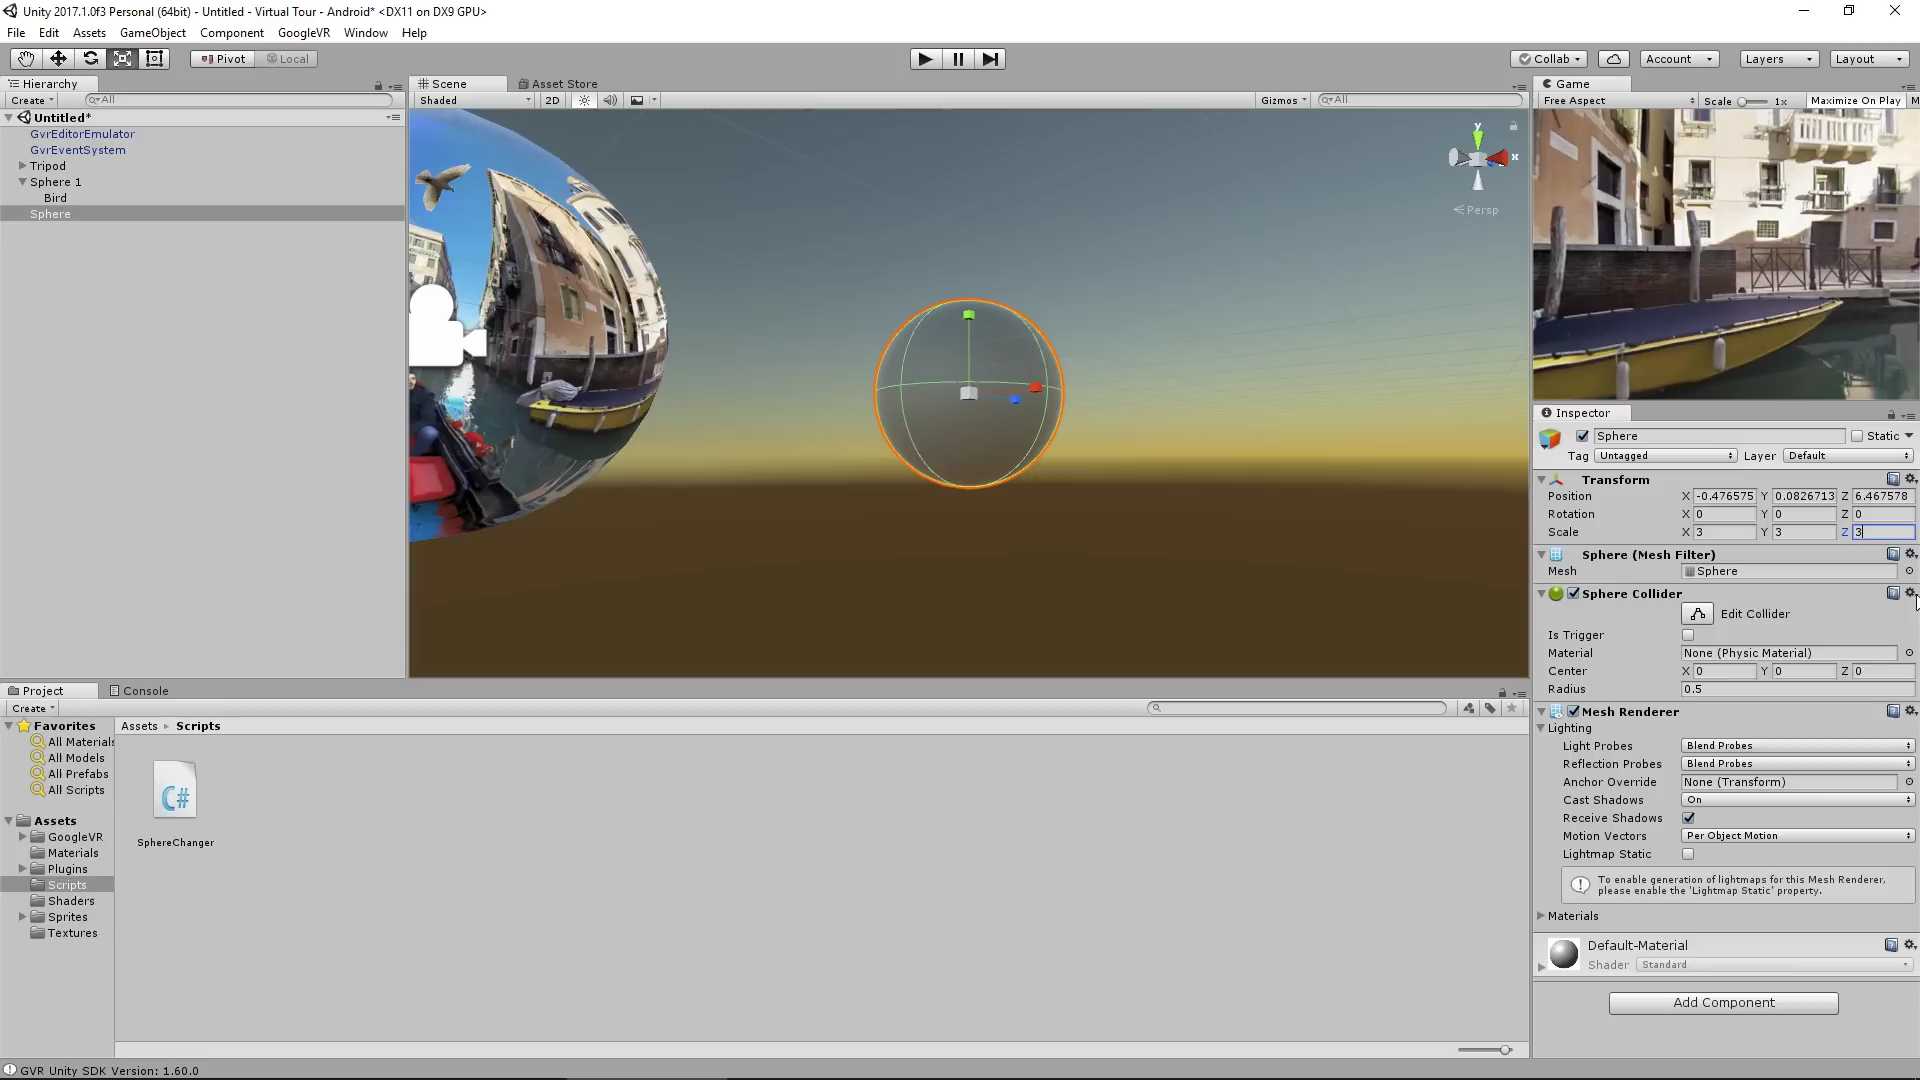 Unity 2017.1.0f3 Personal (64bit) - Untitled - Virtual Tour - Android* <DX11 on DX9 GPU>
File Edit Assets GameObject Component GoogleVR Window Help
Pivot Local Collab Account Layers Layout
Hierarchy
Create All
Untitled*
GvrEditorEmulator
GvrEventSystem
Tripod
Sphere 1
Bird
Sphere
Scene Asset Store
Shaded 2D Gizmos All
y
x
Persp
Game
Free Aspect Scale 1x Maximize On Play M
Inspector
Sphere Static
Tag Untagged Layer Default
Transform
Position X -0.476575 Y 0.0826713 Z 6.467578
Rotation X 0 Y 0 Z 0
Scale X 3 Y 3 Z 3
Sphere (Mesh Filter)
Mesh Sphere
Sphere Collider
Edit Collider
Is Trigger
Material None (Physic Material)
Center X 0 Y 0 Z 0
Radius 0.5
Mesh Renderer
Lighting
Light Probes Blend Probes
Reflection Probes Blend Probes
Anchor Override None (Transform)
Cast Shadows On
Receive Shadows
Motion Vectors Per Object Motion
Lightmap Static
To enable generation of lightmaps for this Mesh Renderer,
please enable the 'Lightmap Static' property.
Materials
Default-Material
Shader Standard
Add Component
Project Console
Create
Favorites
All Materials
All Models
All Prefabs
All Scripts
Assets
GoogleVR
Materials
Plugins
Scripts
Shaders
Sprites
Textures
Assets Scripts
C#
SphereChanger
GVR Unity SDK Version: 1.60.0